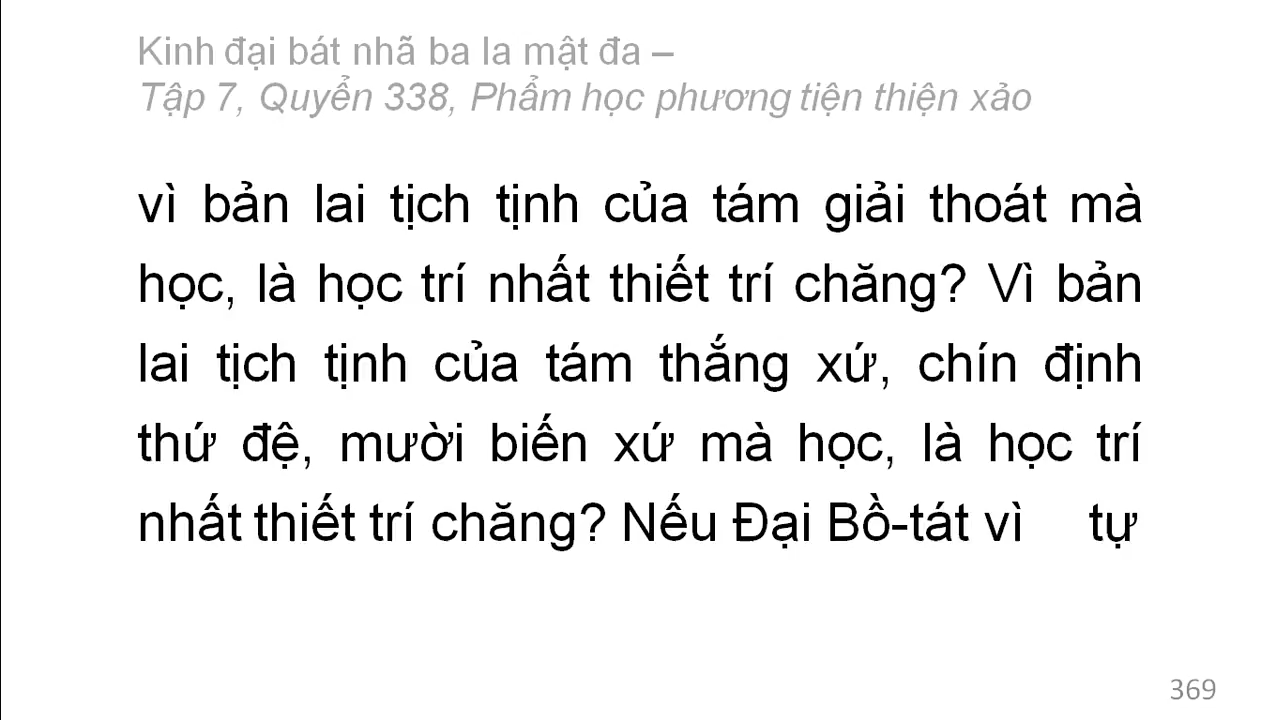 Kinh đại bát nhã ba la mật đa –
Tập 7, Quyển 338, Phẩm học phương tiện thiện xảo
vì bản lai tịch tịnh của tám giải thoát mà
học, là học trí nhất thiết trí chăng? Vì bản
lai tịch tịnh của tám thắng xứ, chín định
thứ đệ, mười biến xứ mà học, là học trí
nhất thiết trí chăng? Nếu Đại Bồ-tát vì tự
369